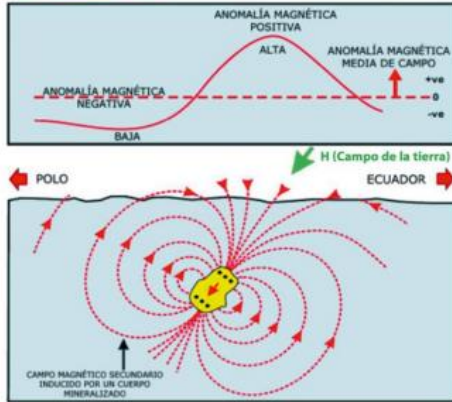 ANOMALÍA MAGNÉTICA
POSITIVA
ALTA
ANOMALÍA MAGNÉTICA
MEDIA DE CAMPO
+ve
0
-ve
ANOMALÍA MAGNÉTICA
NEGATIVA
BAJA
H (Campo de la tierra)
POLO
ECUADOR
CAMPO MAGNÉTICO SECUNDARIO
INDUCIDO POR UN CUERPO
MINERALIZADO